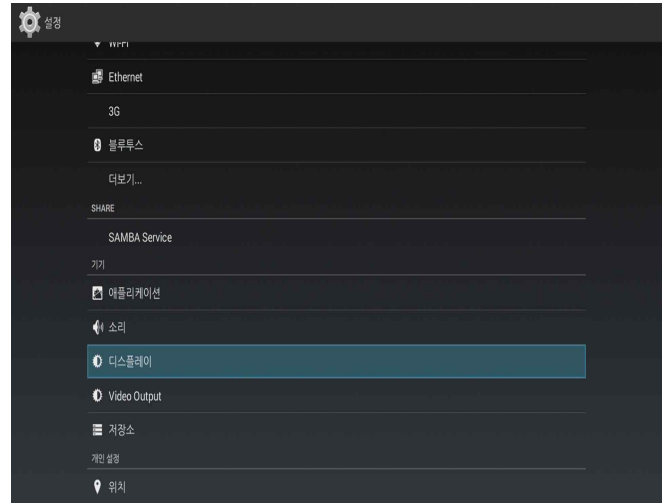 설정
Wi-Fi
Ethernet
3G
블루투스
더보기...
SHARE
SAMBA Service
기기
애플리케이션
소리
디스플레이
Video Output
저장소
개인 설정
위치